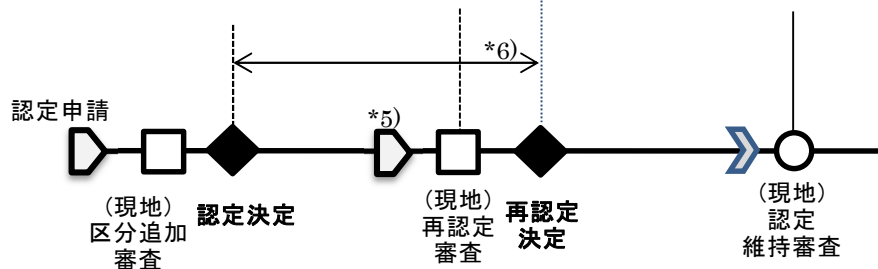 *6)
認定申請
*5)
(現地)
区分追加
審査
認定決定
(現地)
再認定
審査
再認定
決定
(現地)
認定
維持審査